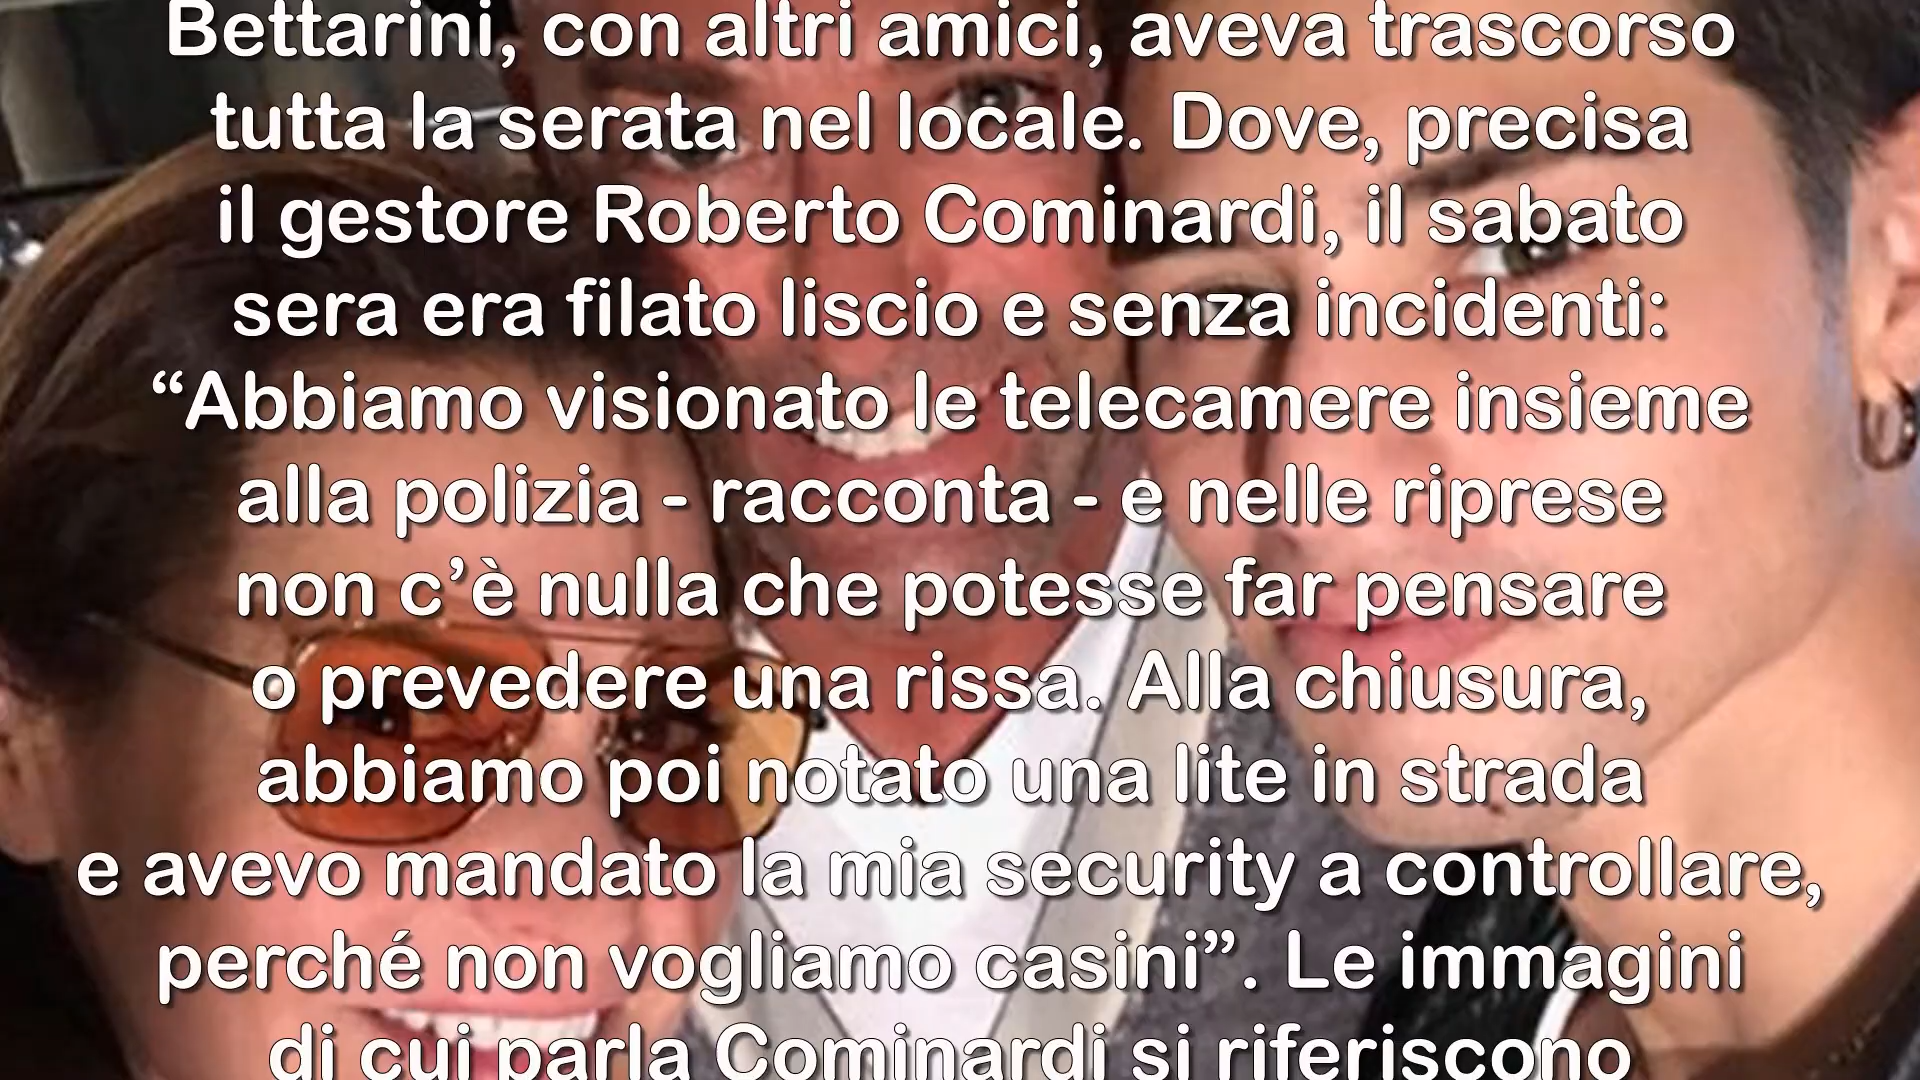 Bettarini, con altri amici, aveva trascorso
tutta la serata nel locale. Dove, precisa
il gestore Roberto Cominardi, il sabato
sera era filato liscio e senza incidenti:
“Abbiamo visionato le telecamere insieme
alla polizia - racconta - e nelle riprese
non c’è nulla che potesse far pensare
o prevedere una rissa. Alla chiusura,
abbiamo poi notato una lite in strada
e avevo mandato la mia security a controllare,
perché non vogliamo casini”. Le immagini
di cui parla Cominardi si riferiscono